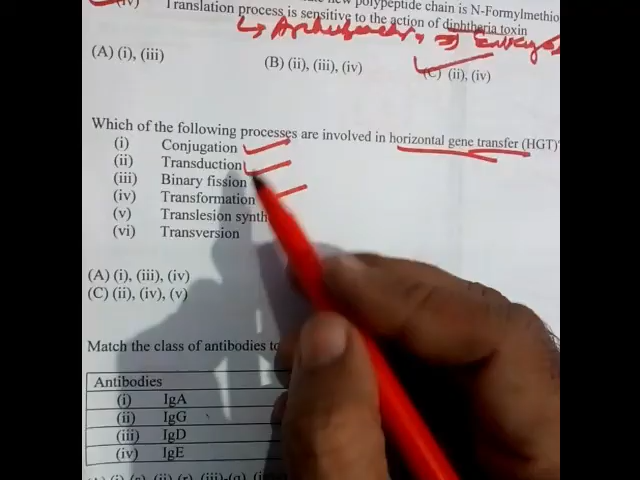 (iv) Translation process is sensitive to the action of diphtheria toxin
new polypeptide chain is N-Formylmethio
(A) (i), (iii)
(B) (ii), (iii), (iv)
(C) (ii), (iv)
Which of the following processes are involved in horizontal gene transfer (HGT)?
(i) Conjugation
(ii) Transduction
(iii) Binary fission
(iv) Transformation
(v) Translesion synth
(vi) Transversion
(A) (i), (iii), (iv)
(C) (ii), (iv), (v)
Match the class of antibodies to
Antibodies
(i) IgA
(ii) IgG
(iii) IgD
(iv) IgE